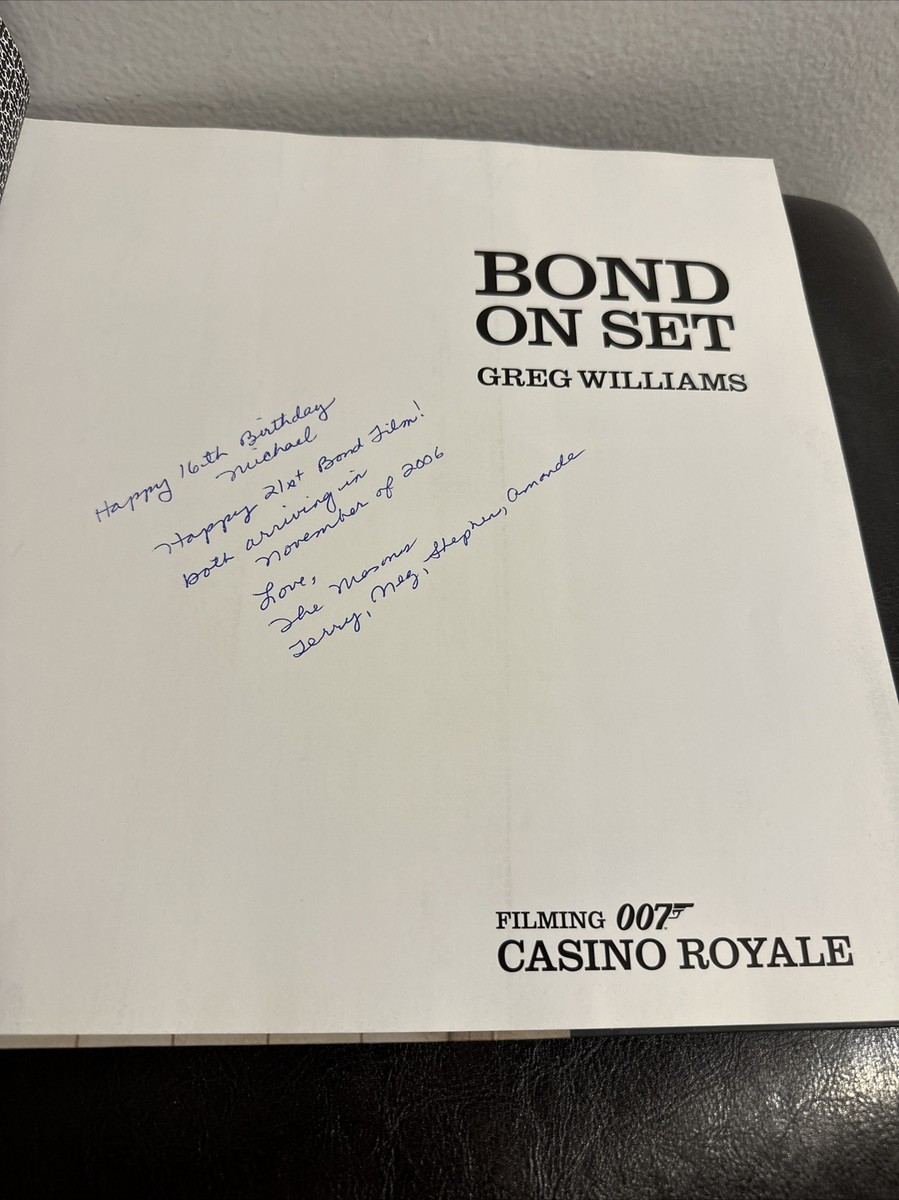 BOND
ON SET
GREG WILLIAMS
Happy 16th Birthday
Michael
Happy 21st Bond Film!
both arriving in
November of 2006
Love,
The Masons
Terry, Meg, Stephen, Amanda
FILMING 007
CASINO ROYALE